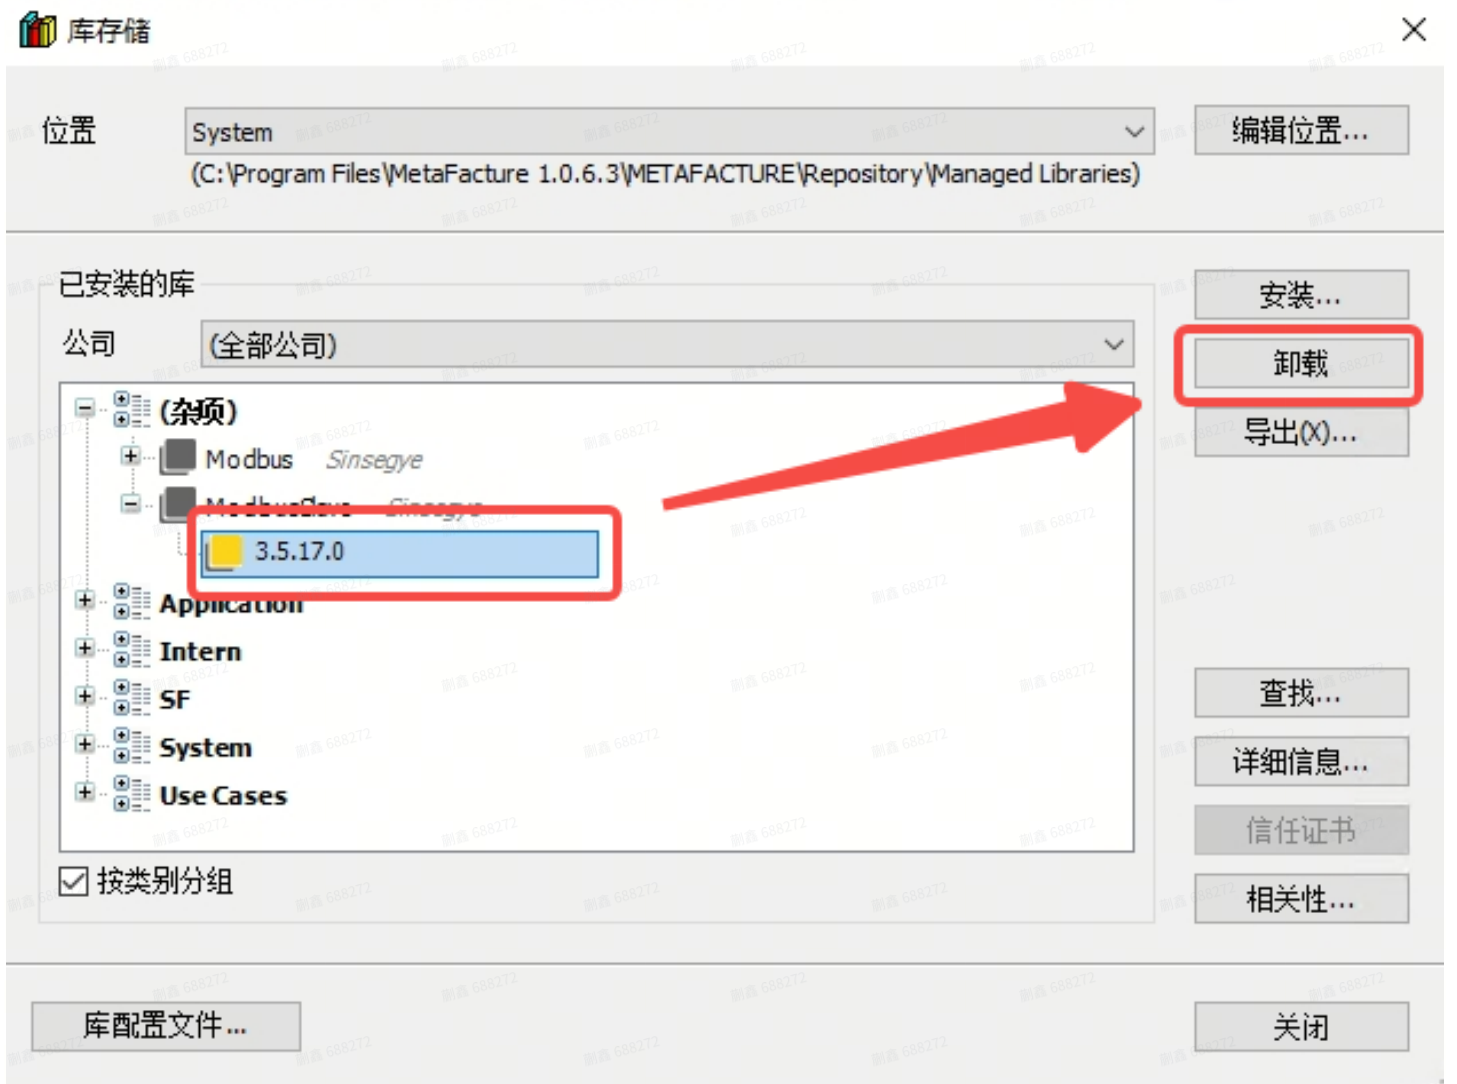 库存储
位置
System
编辑位置...
(C:\Program Files\MetaFacture 1.0.6.3\METAFACTURE\Repository\Managed Libraries)
已安装的库
安装...
公司
(全部公司)
卸载
(杂项)
导出(X)...
Modbus Sinsegye
ModbusSlave Sinsegye
3.5.17.0
Application
Intern
SF
查找...
System
详细信息...
Use Cases
信任证书
按类别分组
相关性...
库配置文件...
关闭